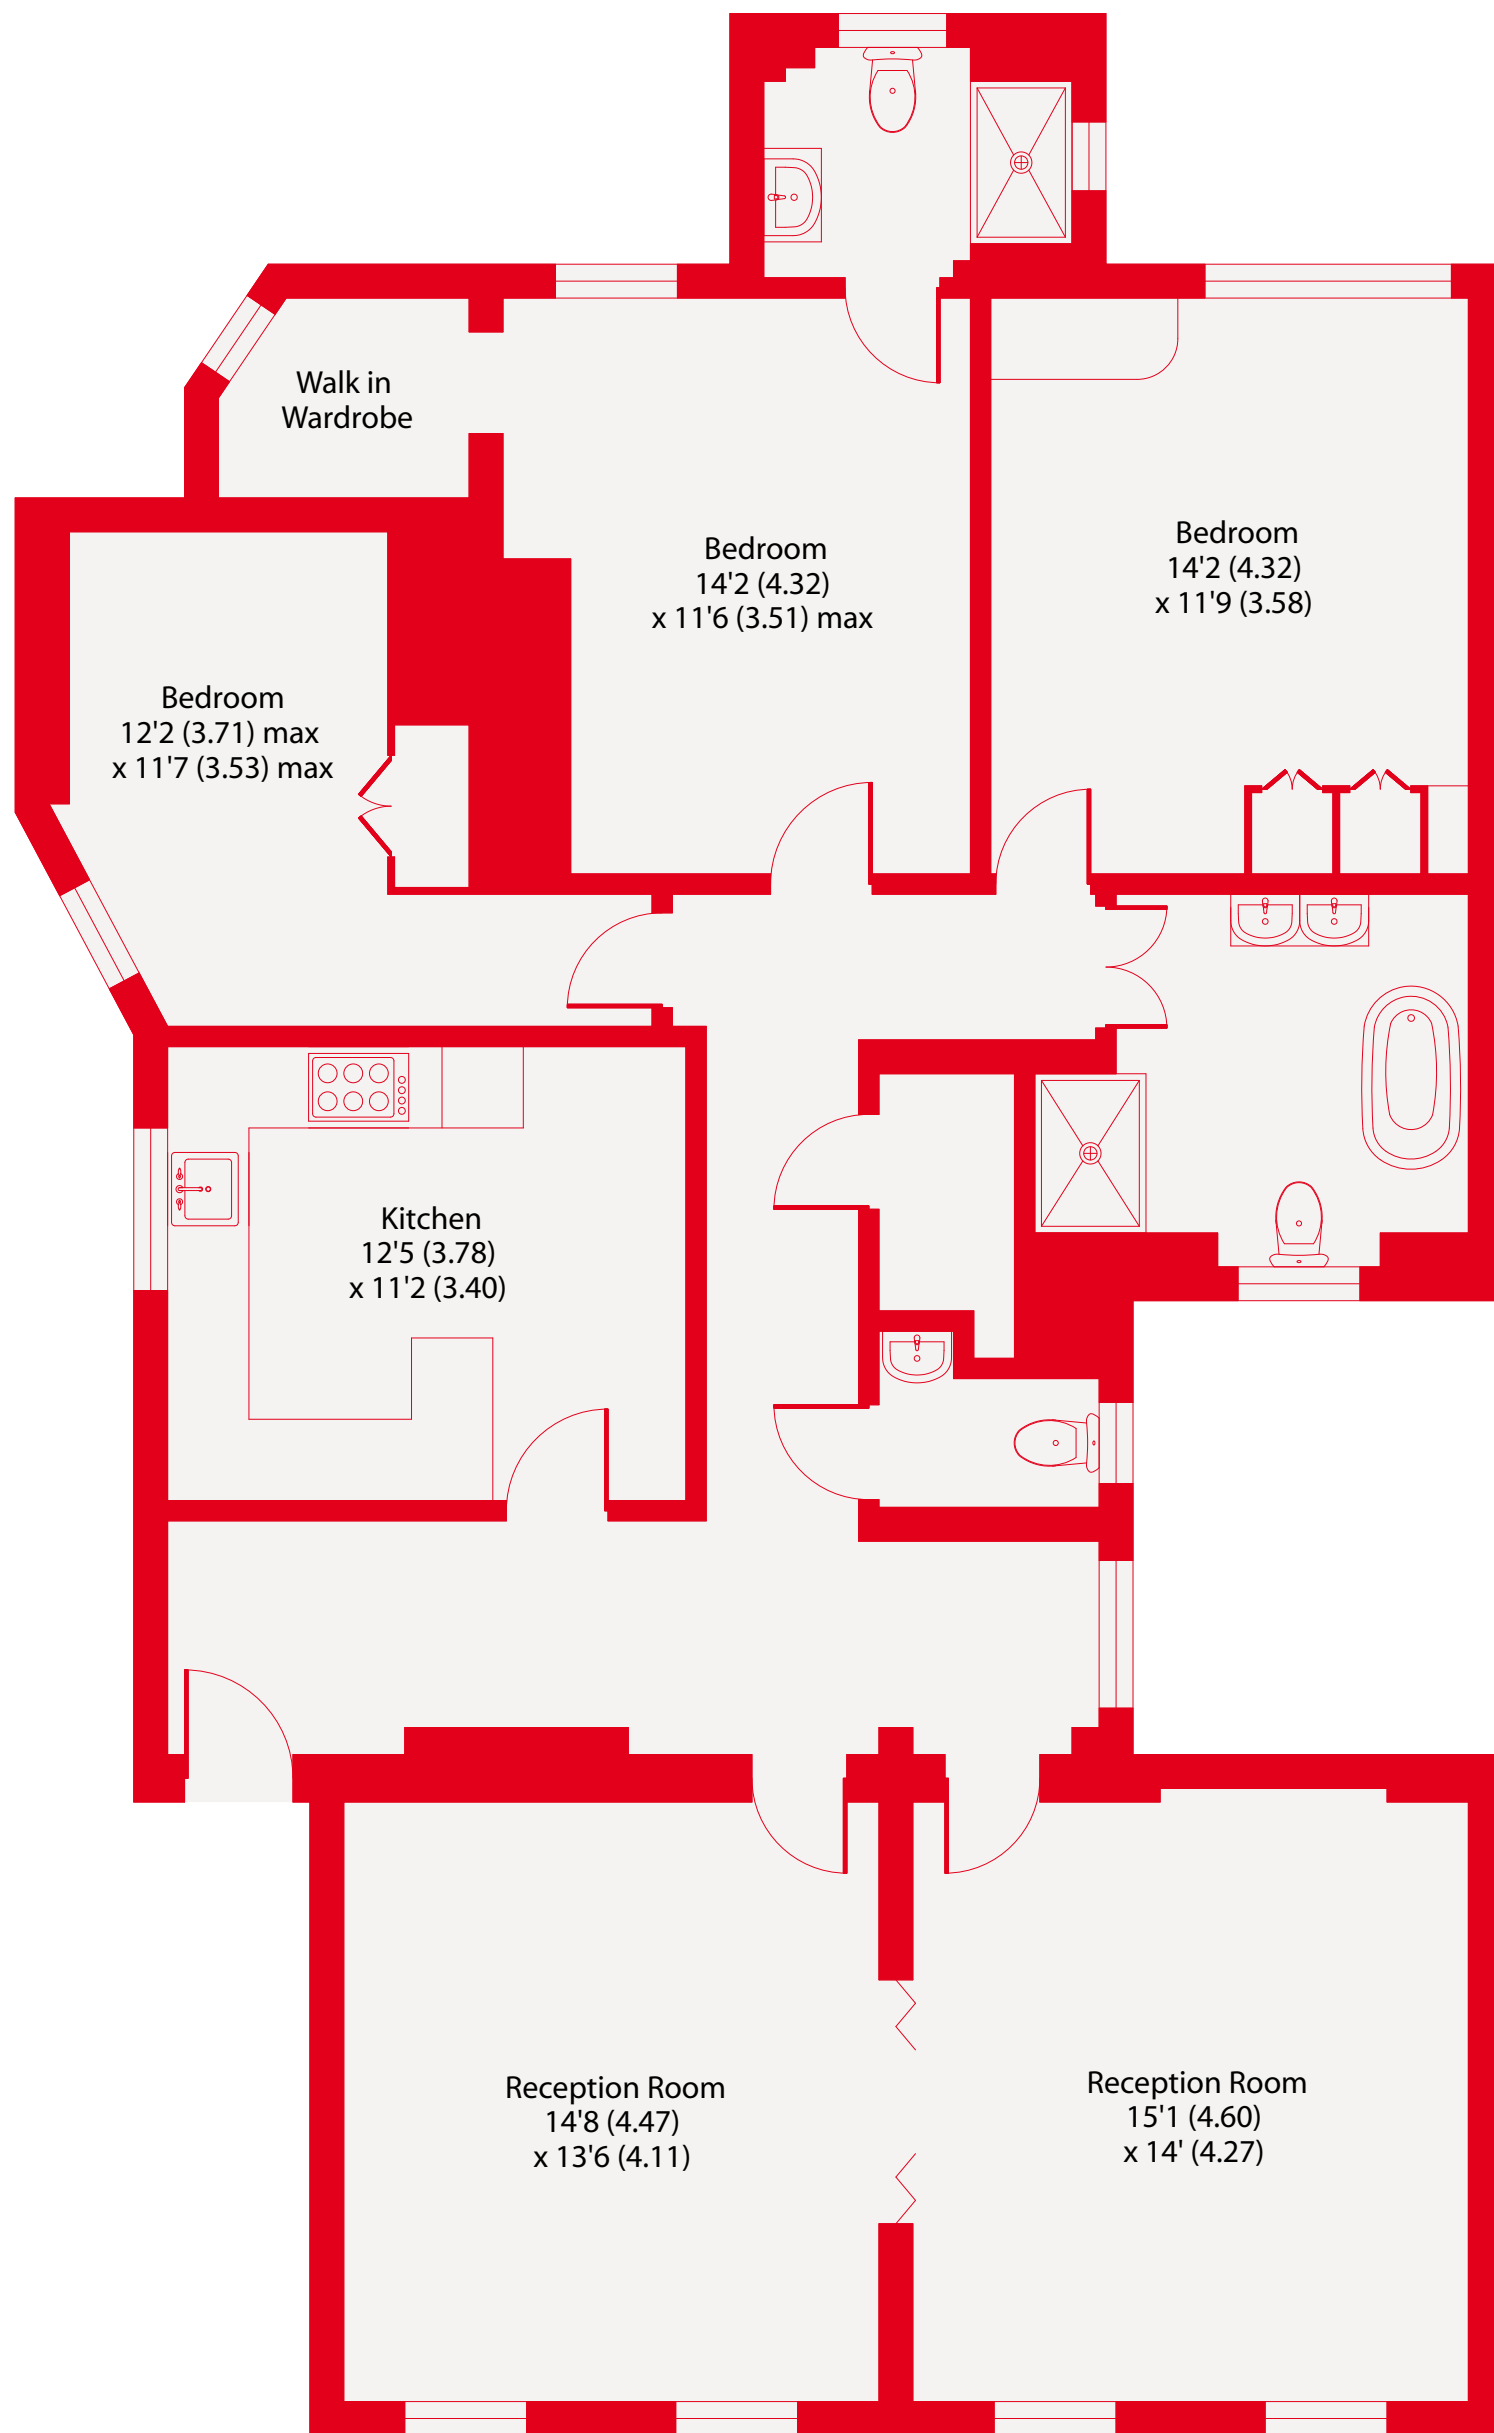 Walk in
Wardrobe
Bedroom
14'2 (4.32)
x 11'6 (3.51) max
Bedroom
14'2 (4.32)
x 11'9 (3.58)
Bedroom
12'2 (3.71) max
x 11'7 (3.53) max
Kitchen
12'5 (3.78)
x 11'2 (3.40)
Reception Room
14'8 (4.47)
x 13'6 (4.11)
Reception Room
15'1 (4.60)
x 14' (4.27)